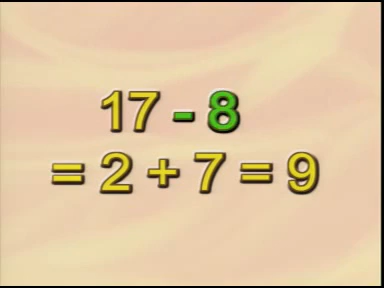 17 - 8
= 2 + 7 = 9